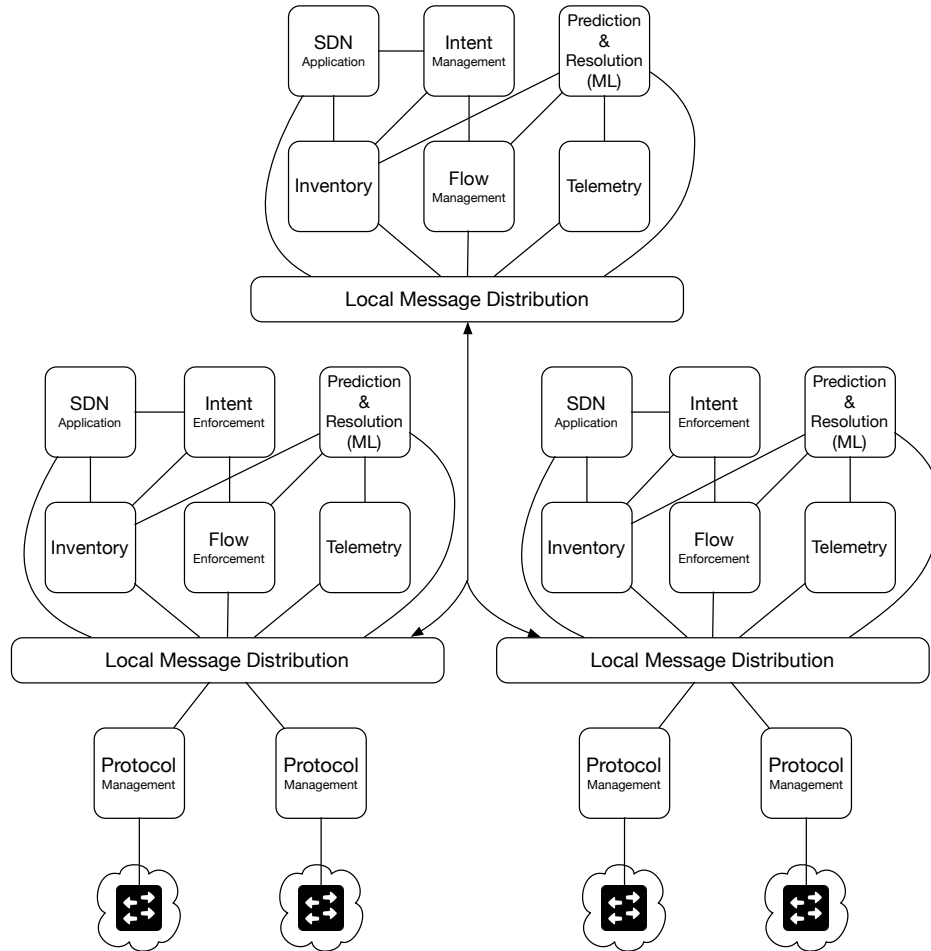 SDN
Application
Intent
Management
Prediction
&
Resolution
(ML)
Inventory
Flow
Management
Telemetry
Local Message Distribution
SDN
Application
Intent
Enforcement
Prediction
&
Resolution
(ML)
Inventory
Flow
Enforcement
Telemetry
Local Message Distribution
Protocol
Management
Protocol
Management
SDN
Application
Intent
Enforcement
Prediction
&
Resolution
(ML)
Inventory
Flow
Enforcement
Telemetry
Local Message Distribution
Protocol
Management
Protocol
Management